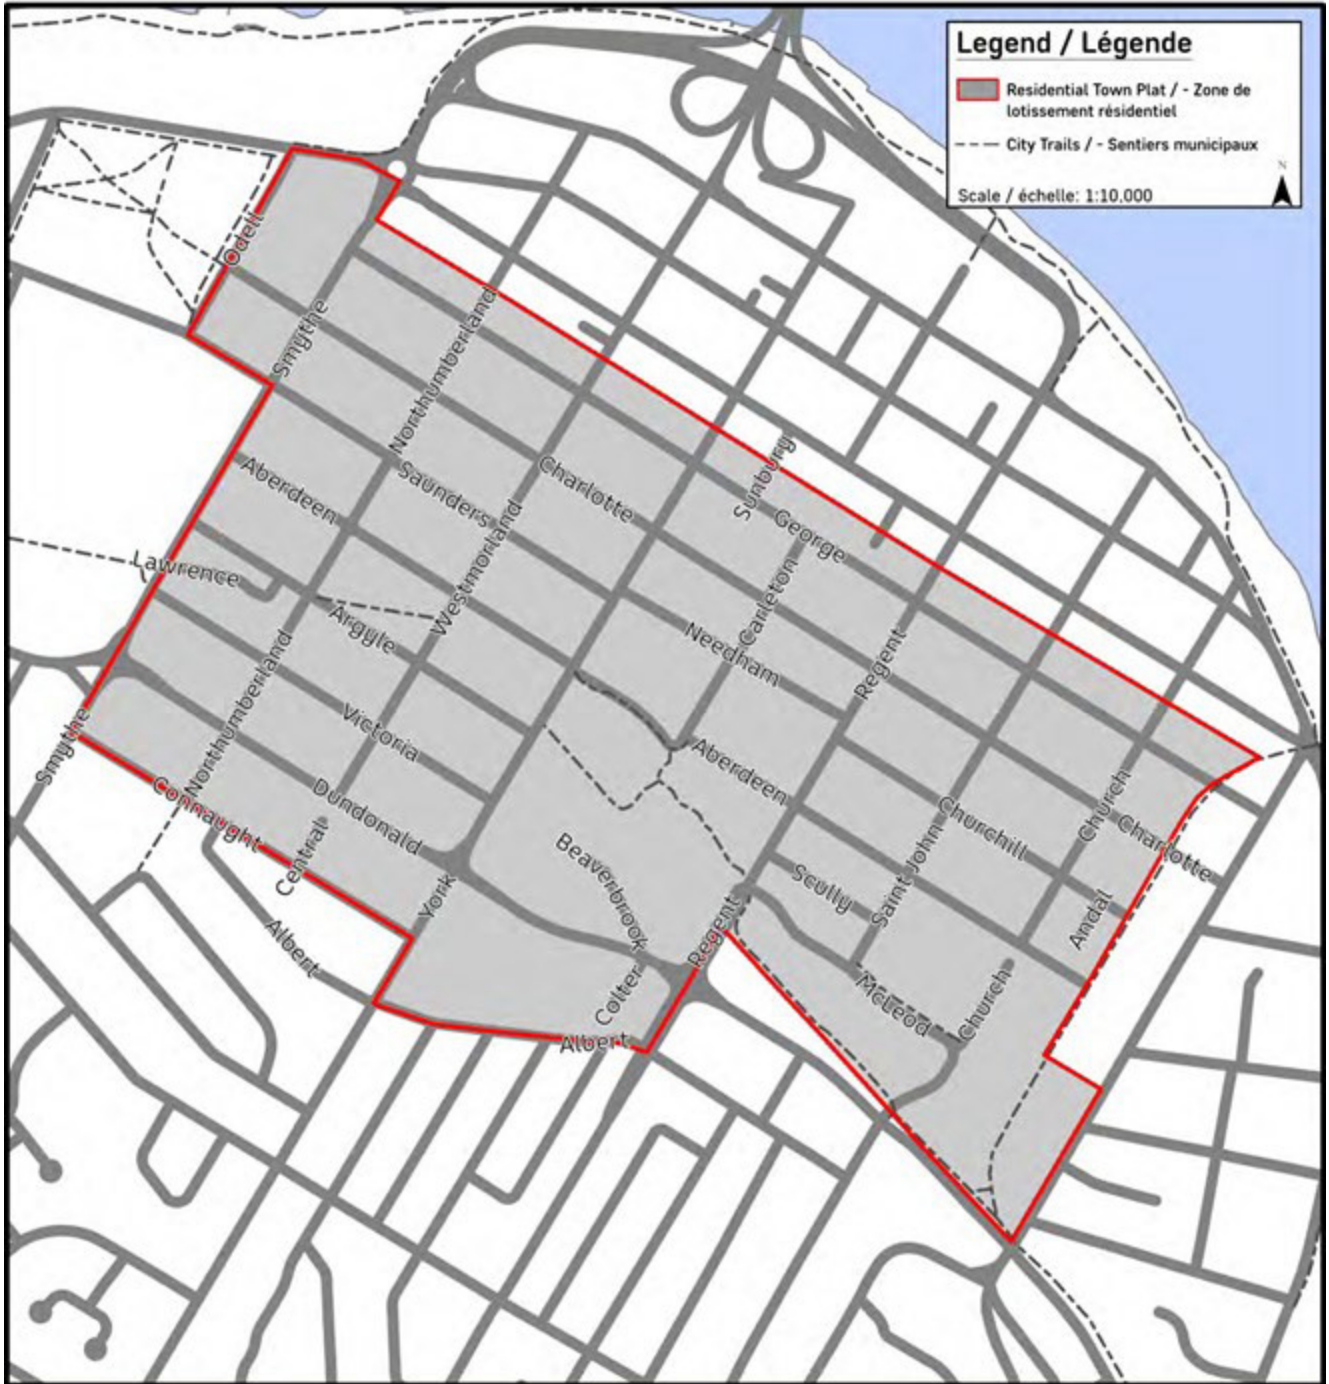 Legend / Légende
Residential Town Plat / - Zone de
lotissement résidentiel
City Trails / - Sentiers municipaux
Scale / échelle: 1:10,000
N
Odell
Smythe
Northumberland
Saunders
Charlotte
Sunbury
George
Aberdeen
Westmorland
Lawrence
Argyle
Carleton
Needham
Regent
Northumberland
Victoria
Aberdeen
Smythe
Connaught
Dundonald
Central
York
Albert
Beaverbrook
Churchill
Church
Charlotte
Scully
Saint John
Andal
Regent
Colter
McLeod
Church
Albert